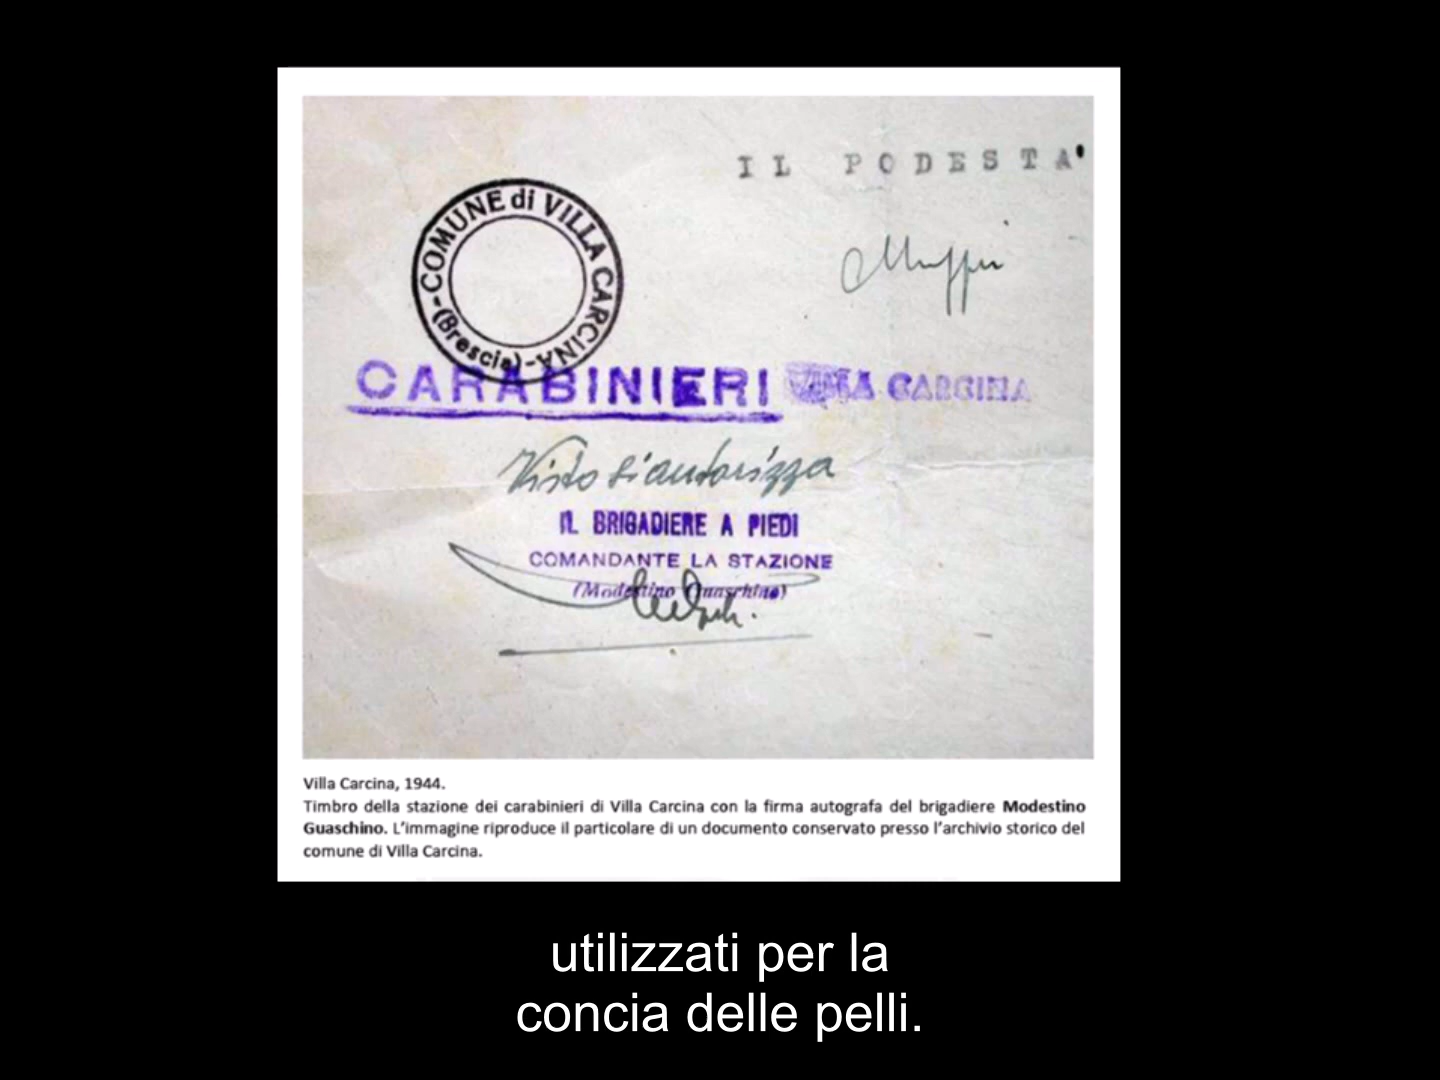 IL PODESTA'
COMUNE di VILLA CARCINA
-(Brescia)-
CARABINIERI VILLA CARCINA
Visto si autorizza
IL BRIGADIERE A PIEDI
COMANDANTE LA STAZIONE
(Modestino Guaschino)
Villa Carcina, 1944.
Timbro della stazione dei carabinieri di Villa Carcina con la firma autografa del brigadiere Modestino
Guaschino. L'immagine riproduce il particolare di un documento conservato presso l'archivio storico del
comune di Villa Carcina.
utilizzati per la
concia delle pelli.